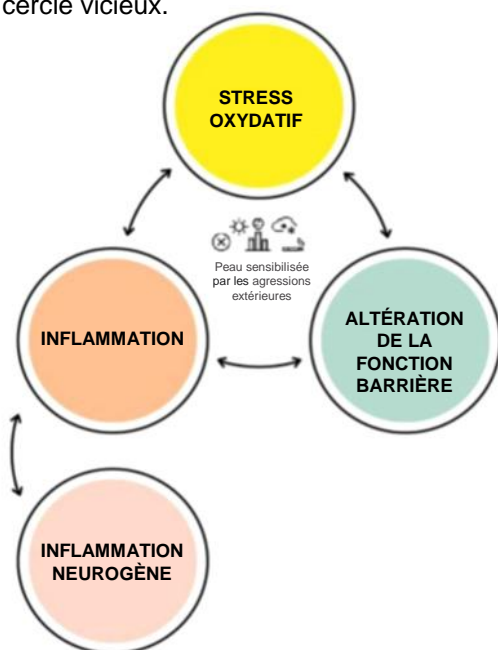 cercle vicieux.
STRESS
OXYDATIF
Peau sensibilisée
par les agressions
extérieures
INFLAMMATION
ALTÉRATION
DE LA
FONCTION
BARRIÈRE
INFLAMMATION
NEUROGÈNE